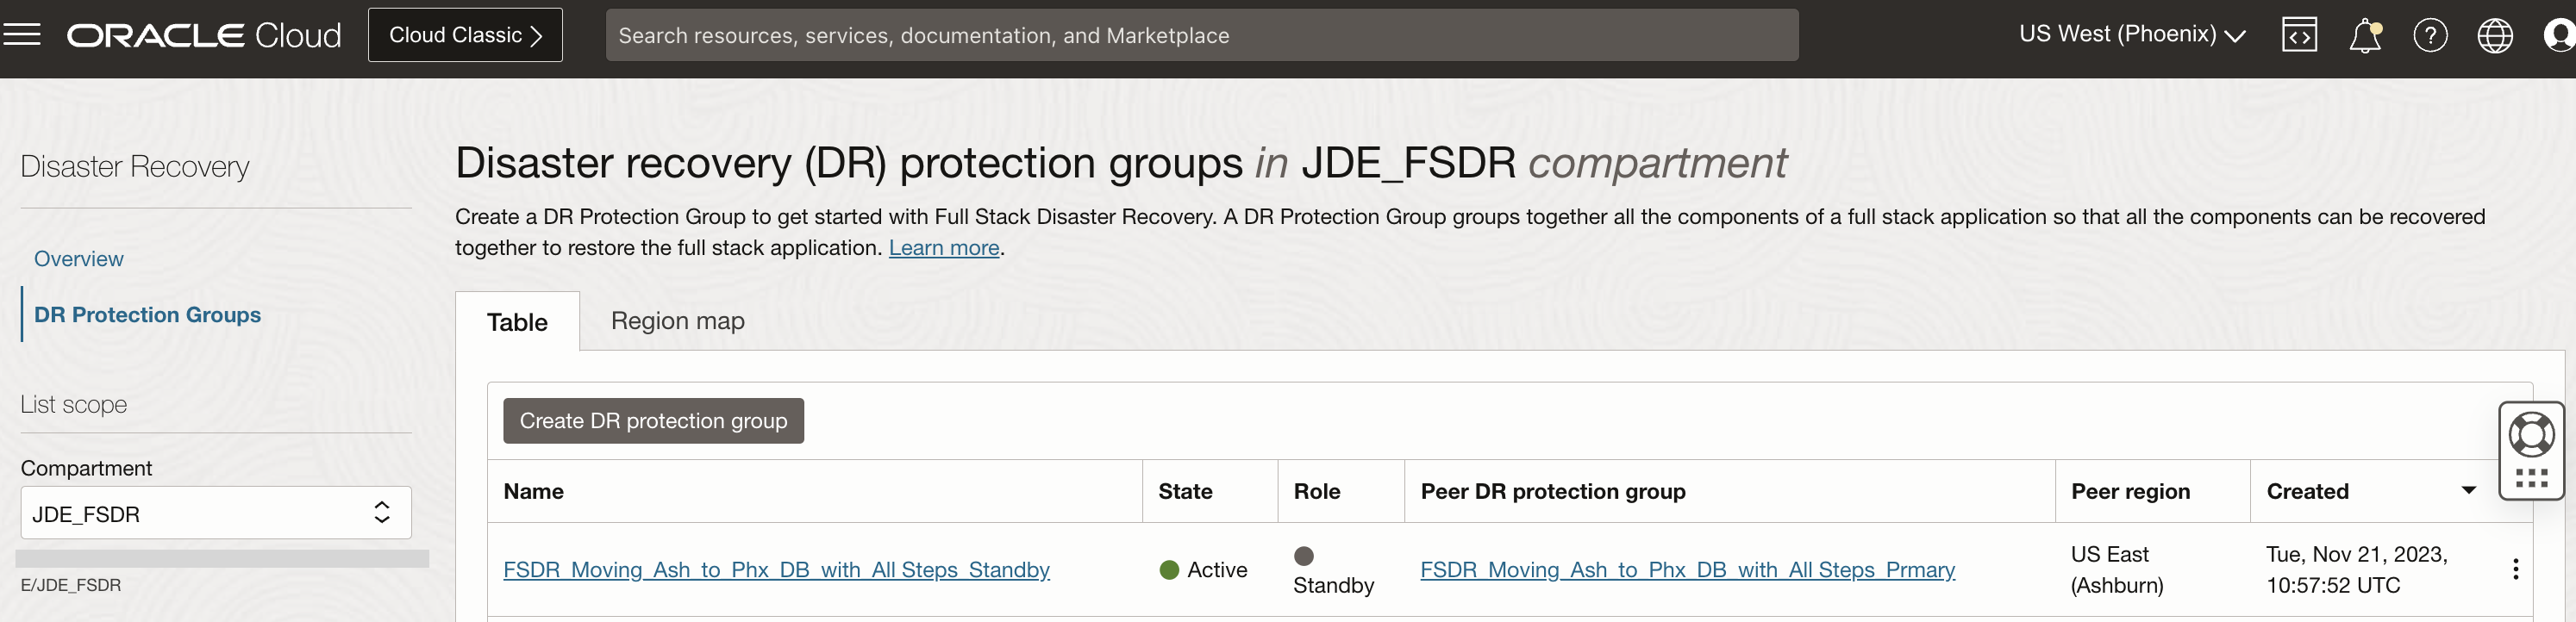 ORACLE Cloud
Cloud Classic
Search resources, services, documentation, and Marketplace
US West (Phoenix)
Disaster Recovery
Overview
DR Protection Groups
List scope
Compartment
JDE_FSDR
E/JDE_FSDR
Disaster recovery (DR) protection groups in JDE_FSDR compartment
Create a DR Protection Group to get started with Full Stack Disaster Recovery. A DR Protection Group groups together all the components of a full stack application so that all the components can be recovered
together to restore the full stack application. Learn more.
Table
Region map
Create DR protection group
Name State Role Peer DR protection group Peer region Created
FSDR_Moving_Ash_to_Phx_DB_with_All Steps_Standby
Active
Standby
FSDR_Moving_Ash_to_Phx_DB_with_All Steps_Prmary
US East
(Ashburn)
Tue, Nov 21, 2023,
10:57:52 UTC